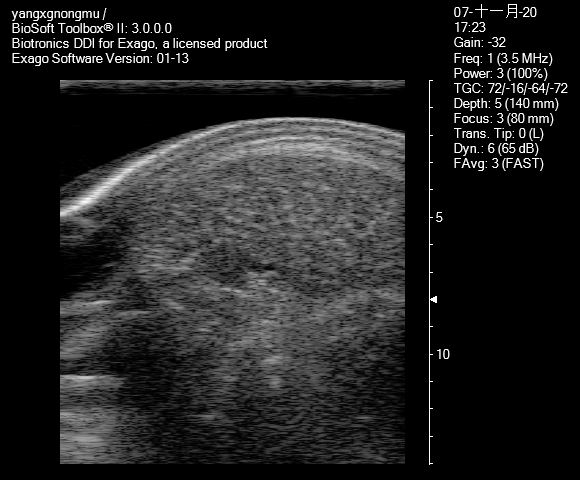 yangxgnongmu /
BioSoft Toolbox® II: 3.0.0.0
Biotronics DDI for Exago, a licensed product
Exago Software Version: 01-13
07-十一月-20
17:23
Gain: -32
Freq: 1 (3.5 MHz)
Power: 3 (100%)
TGC: 72/-16/-64/-72
Depth: 5 (140 mm)
Focus: 3 (80 mm)
Trans. Tip: 0 (L)
Dyn.: 6 (65 dB)
FAvg: 3 (FAST)
5
10